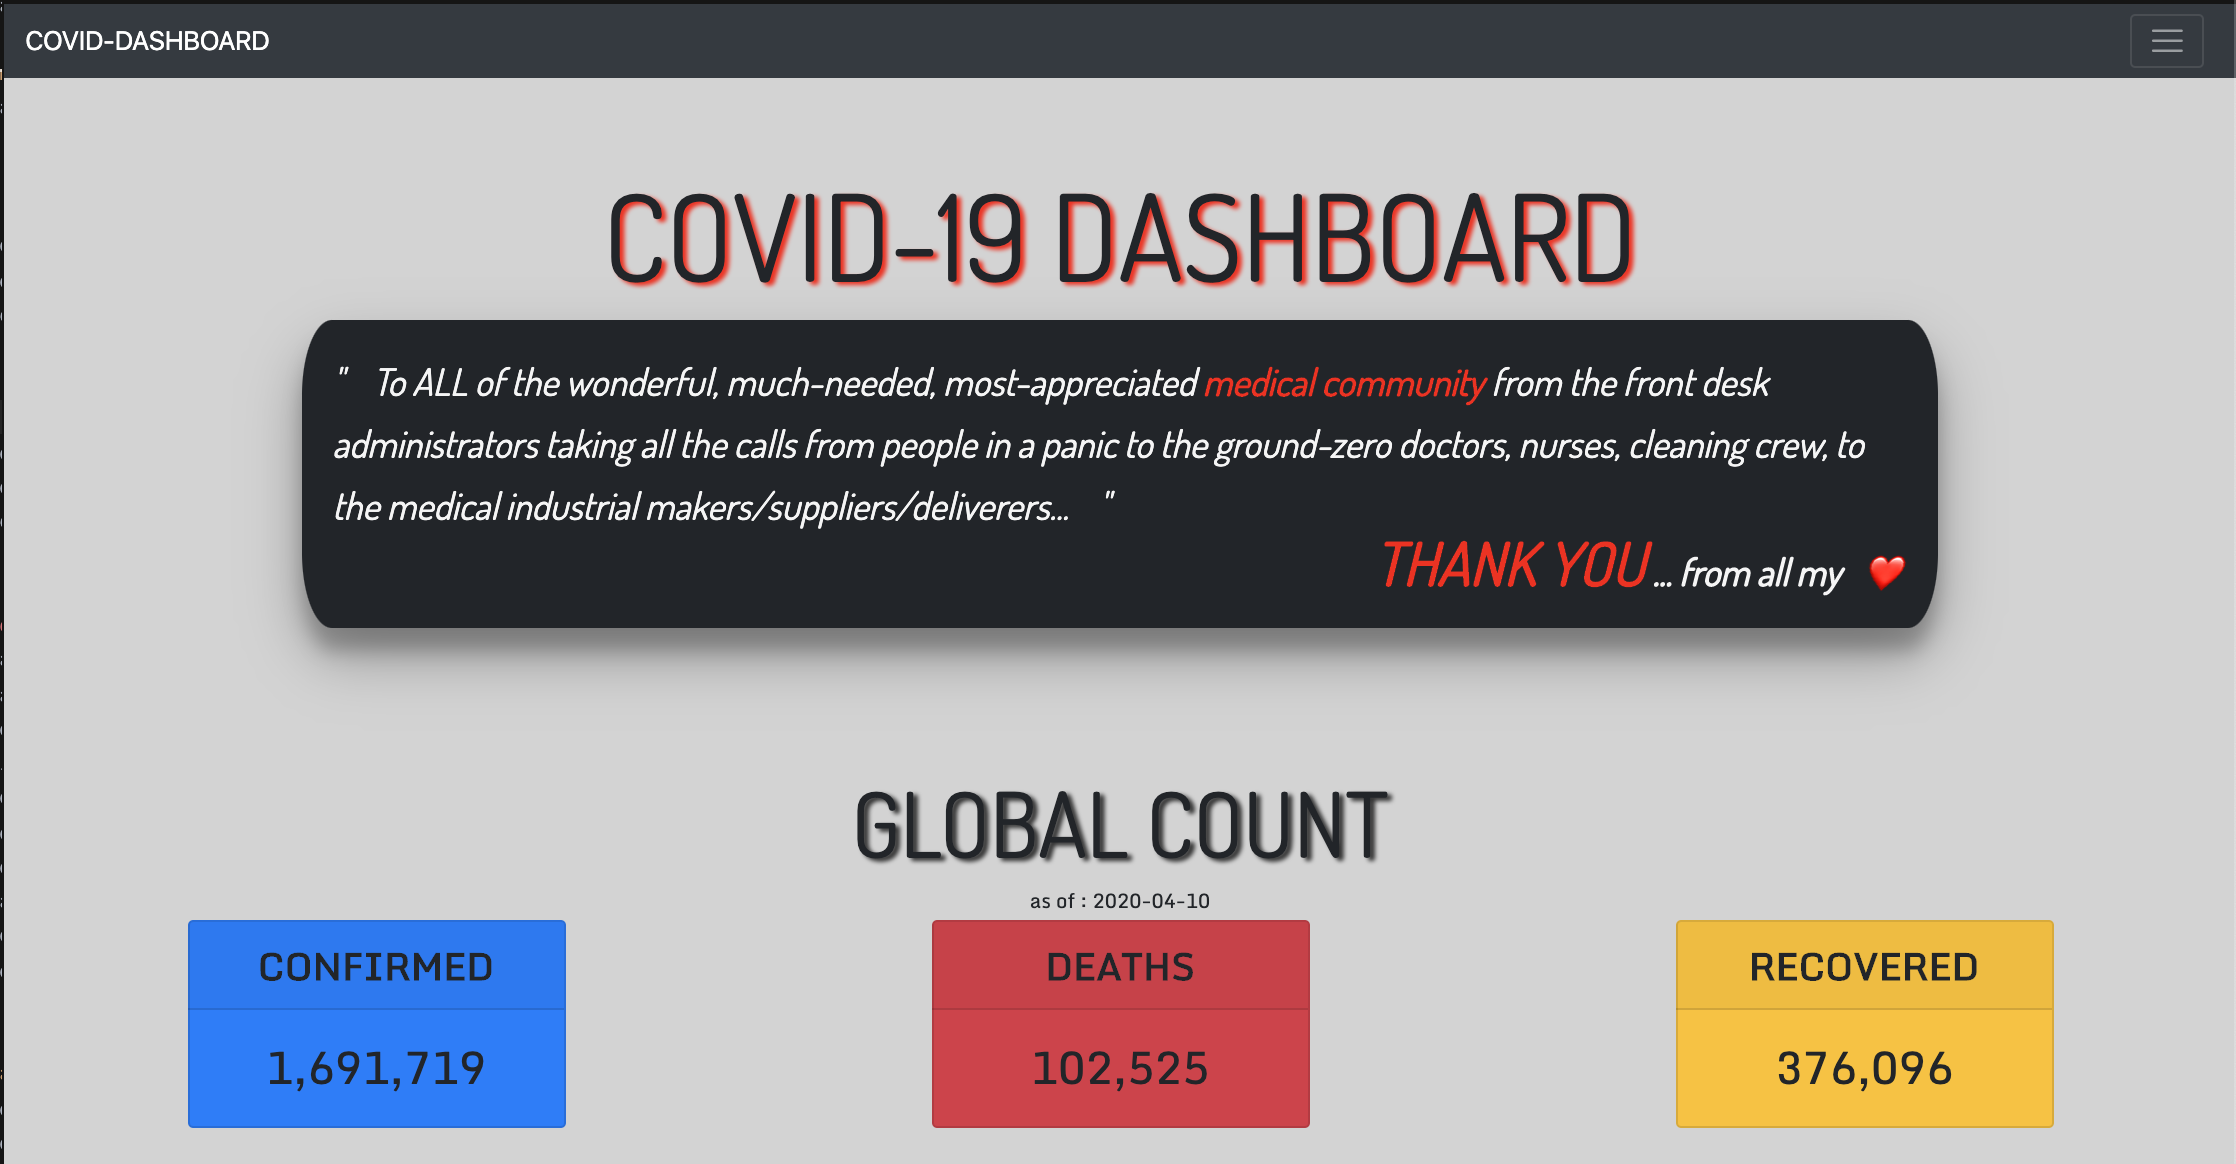 COVID-DASHBOARD
COVID-19 DASHBOARD
" To ALL of the wonderful, much-needed, most-appreciated medical community from the front desk
administrators taking all the calls from people in a panic to the ground-zero doctors, nurses, cleaning crew, to
the medical industrial makers/suppliers/deliverers... "
THANK YOU ... from all my ❤️
GLOBAL COUNT
as of : 2020-04-10
CONFIRMED
1,691,719
DEATHS
102,525
RECOVERED
376,096